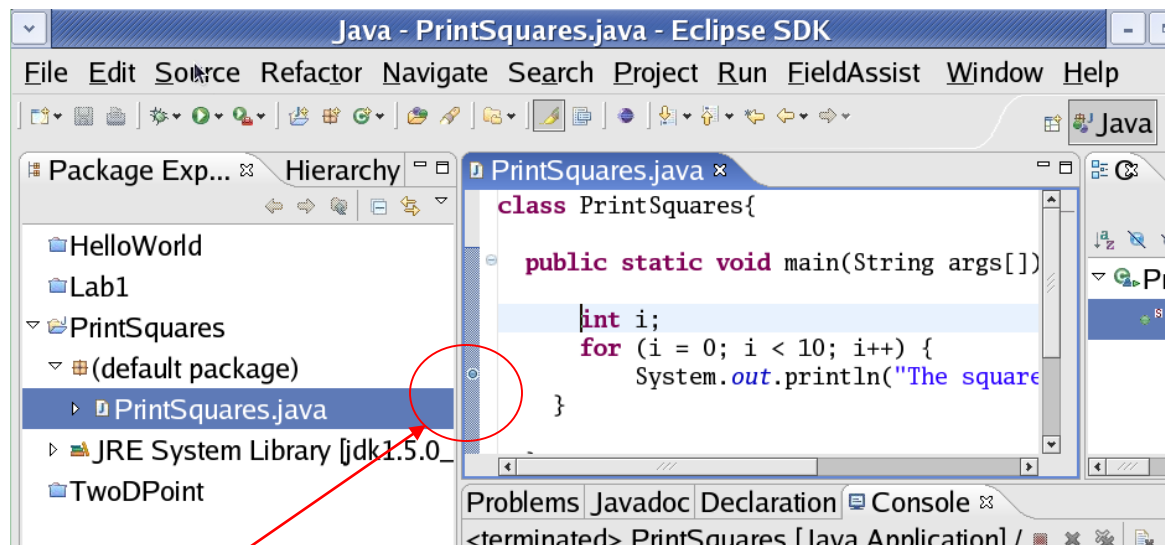 Java - PrintSquares.java - Eclipse SDK
File Edit Source Refactor Navigate Search Project Run FieldAssist Window Help
Java
Package Exp... Hierarchy
HelloWorld
Lab1
PrintSquares
(default package)
PrintSquares.java
JRE System Library [jdk1.5.0_
TwoDPoint
PrintSquares.java
class PrintSquares{
public static void main(String args[])
int i;
for (i = 0; i < 10; i++) {
System.out.println("The square
}
Problems Javadoc Declaration Console
<terminated> PrintSquares [Java Application] /